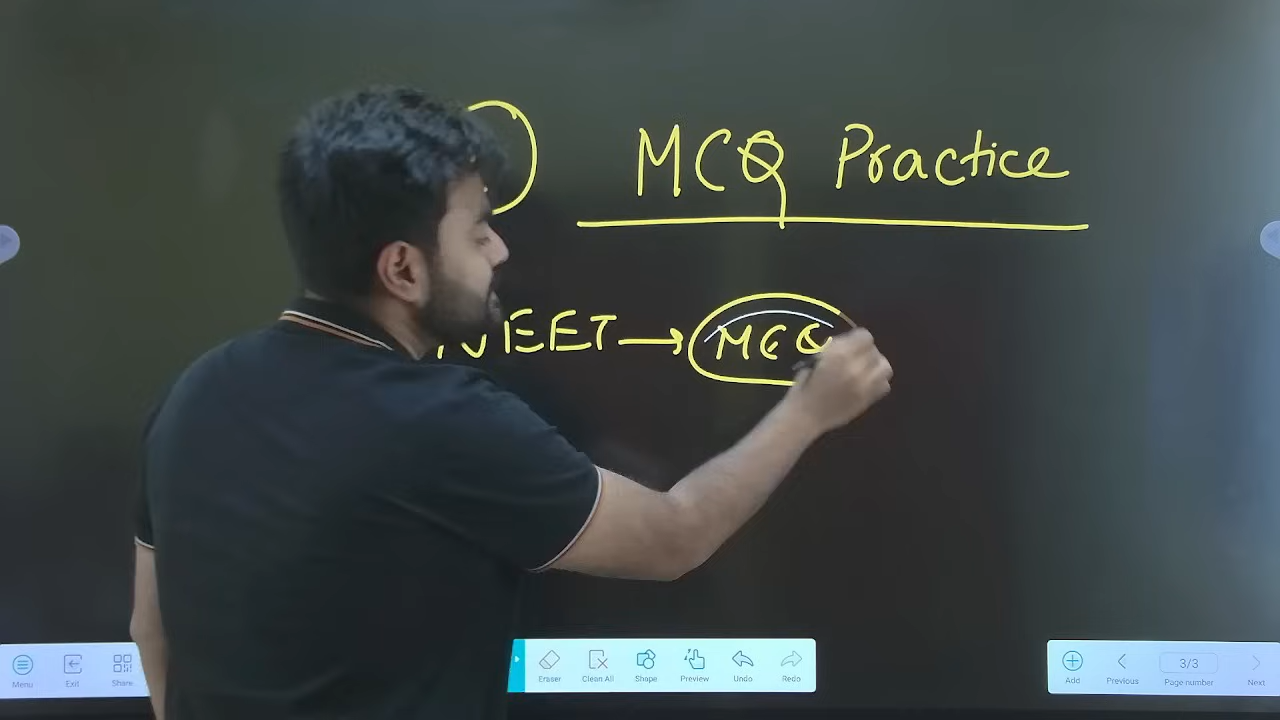 MCQ Practice
NEET → MCQ
Menu
Exit
Share
Eraser
Clean All
Shape
Preview
Undo
Redo
Add
Previous
3/3
Page number
Next